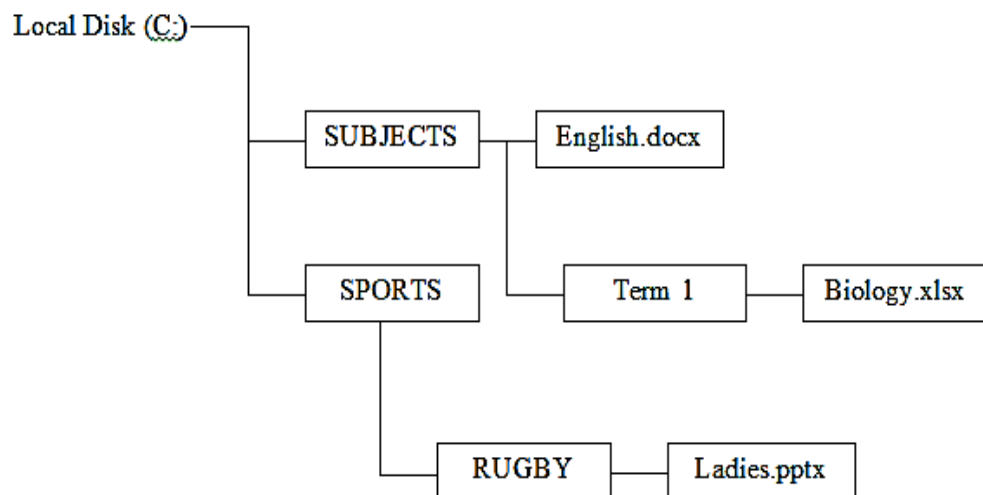 Local Disk (C:)
SUBJECTS
English.docx
SPORTS
Term 1
Biology.xlsx
RUGBY
Ladies.pptx